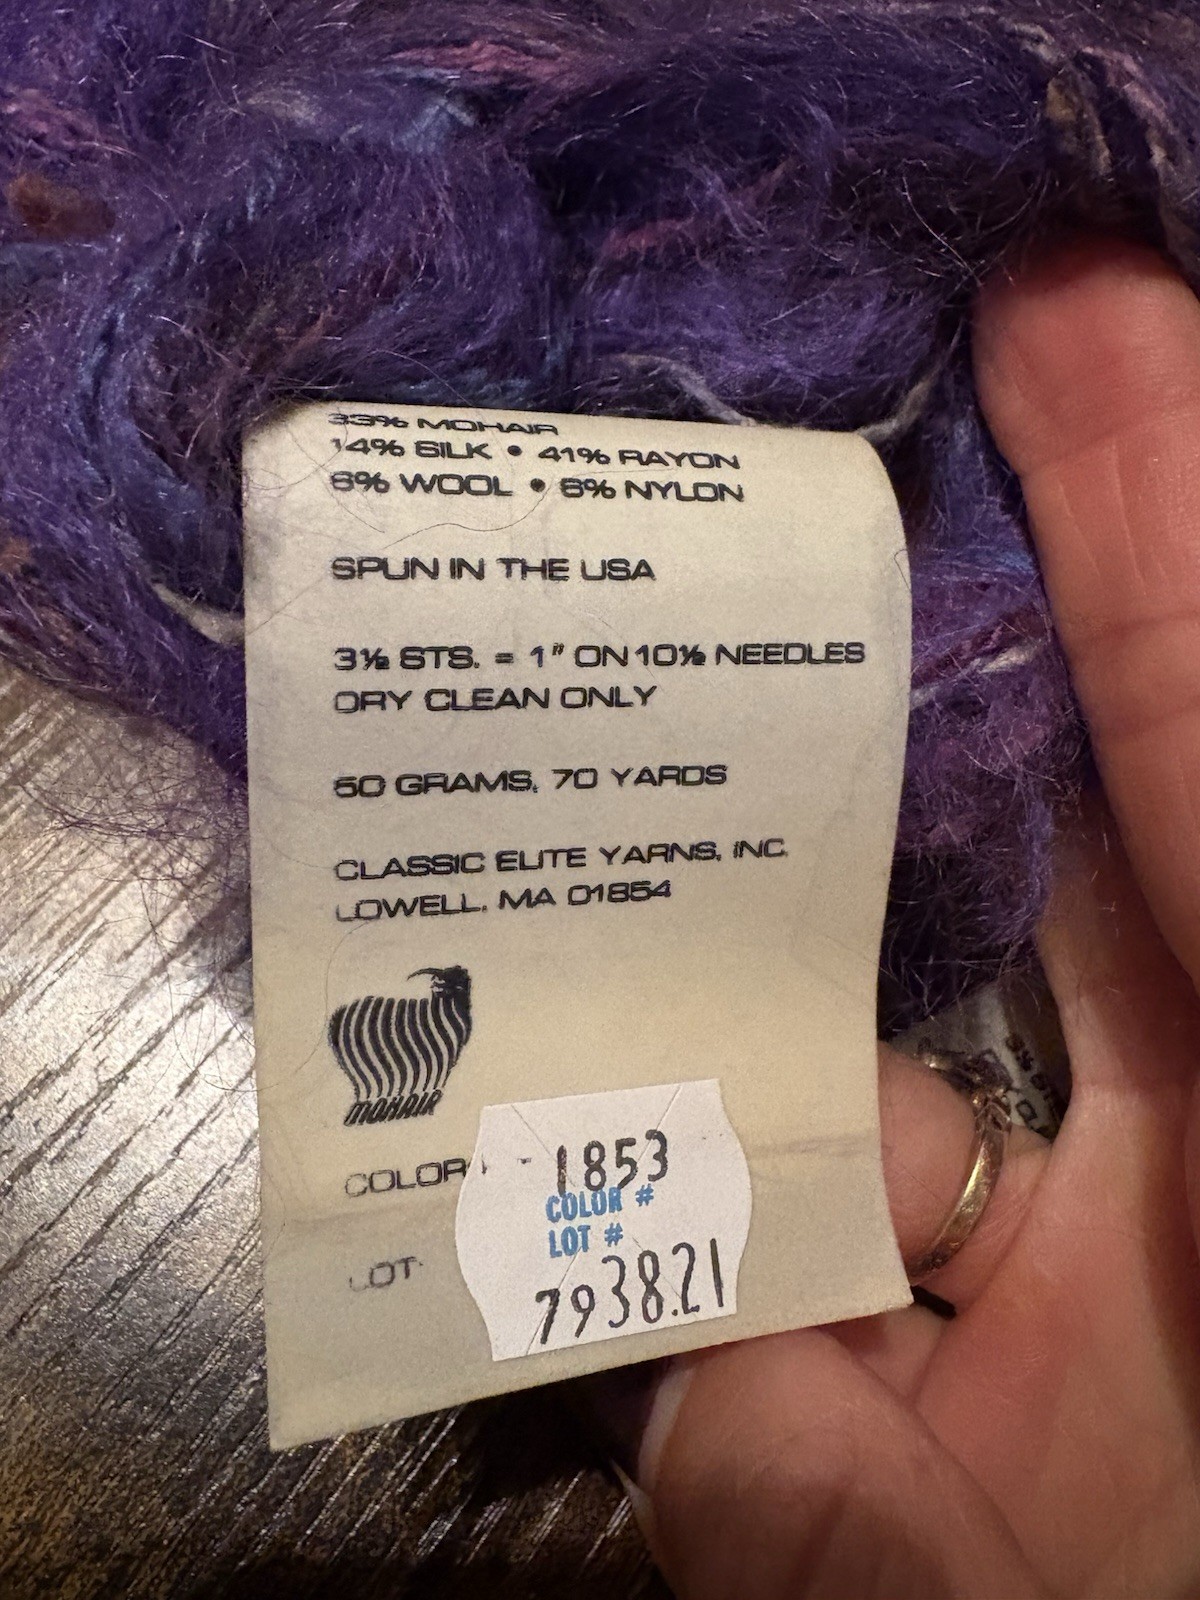 33% MOHAIR
14% SILK • 41% RAYON
6% WOOL • 6% NYLON
SPUN IN THE USA
3½ STS. = 1" ON 10½ NEEDLES
DRY CLEAN ONLY
50 GRAMS, 70 YARDS
CLASSIC ELITE YARNS, INC.
LOWELL, MA 01854
MOHAIR
COLOR
1853
COLOR #
LOT #
LOT
7938.21